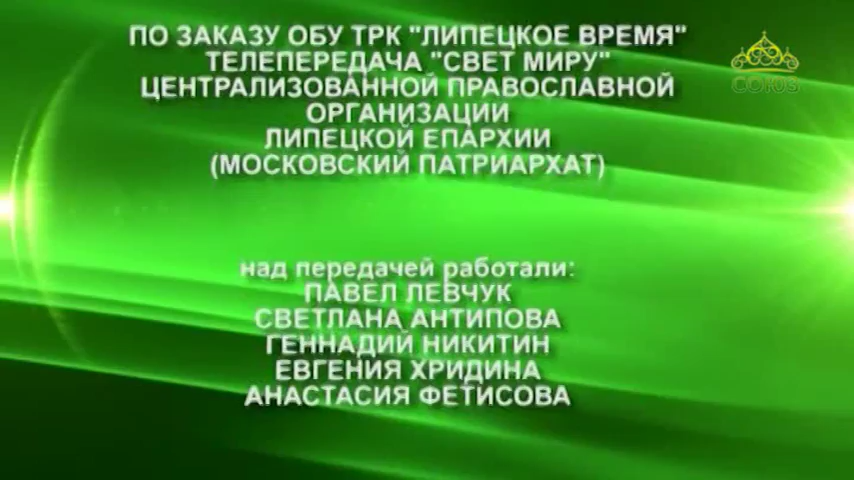 ПО ЗАКАЗУ ОБУ ТРК "ЛИПЕЦКОЕ ВРЕМЯ"
ТЕЛЕПЕРЕДАЧА "СВЕТ МИРУ"
ЦЕНТРАЛИЗОВАННОЙ ПРАВОСЛАВНОЙ
ОРГАНИЗАЦИИ
ЛИПЕЦКОЙ ЕПАРХИИ
(МОСКОВСКИЙ ПАТРИАРХАТ)
СОЮЗ
над передачей работали:
ПАВЕЛ ЛЕВЧУК
СВЕТЛАНА АНТИПОВА
ГЕННАДИЙ НИКИТИН
ЕВГЕНИЯ ХРИДИНА
АНАСТАСИЯ ФЕТИСОВА